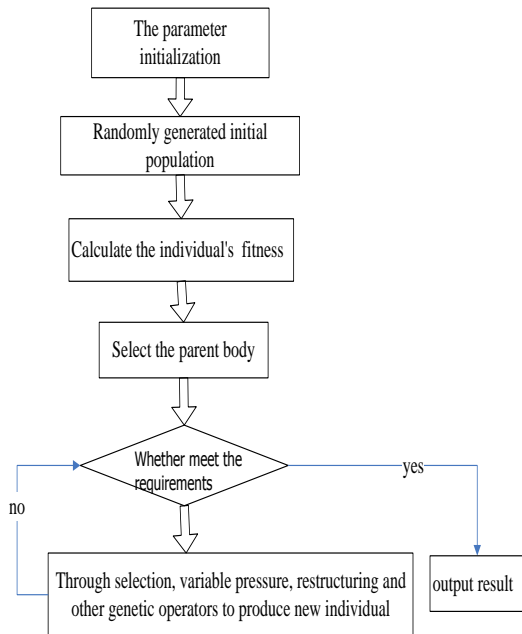 The parameter
initialization
Randomly generated initial
population
Calculate the individual's fitness
Select the parent body
Whether meet the
requirements
yes
no
Through selection, variable pressure, restructuring and
other genetic operators to produce new individual
output result